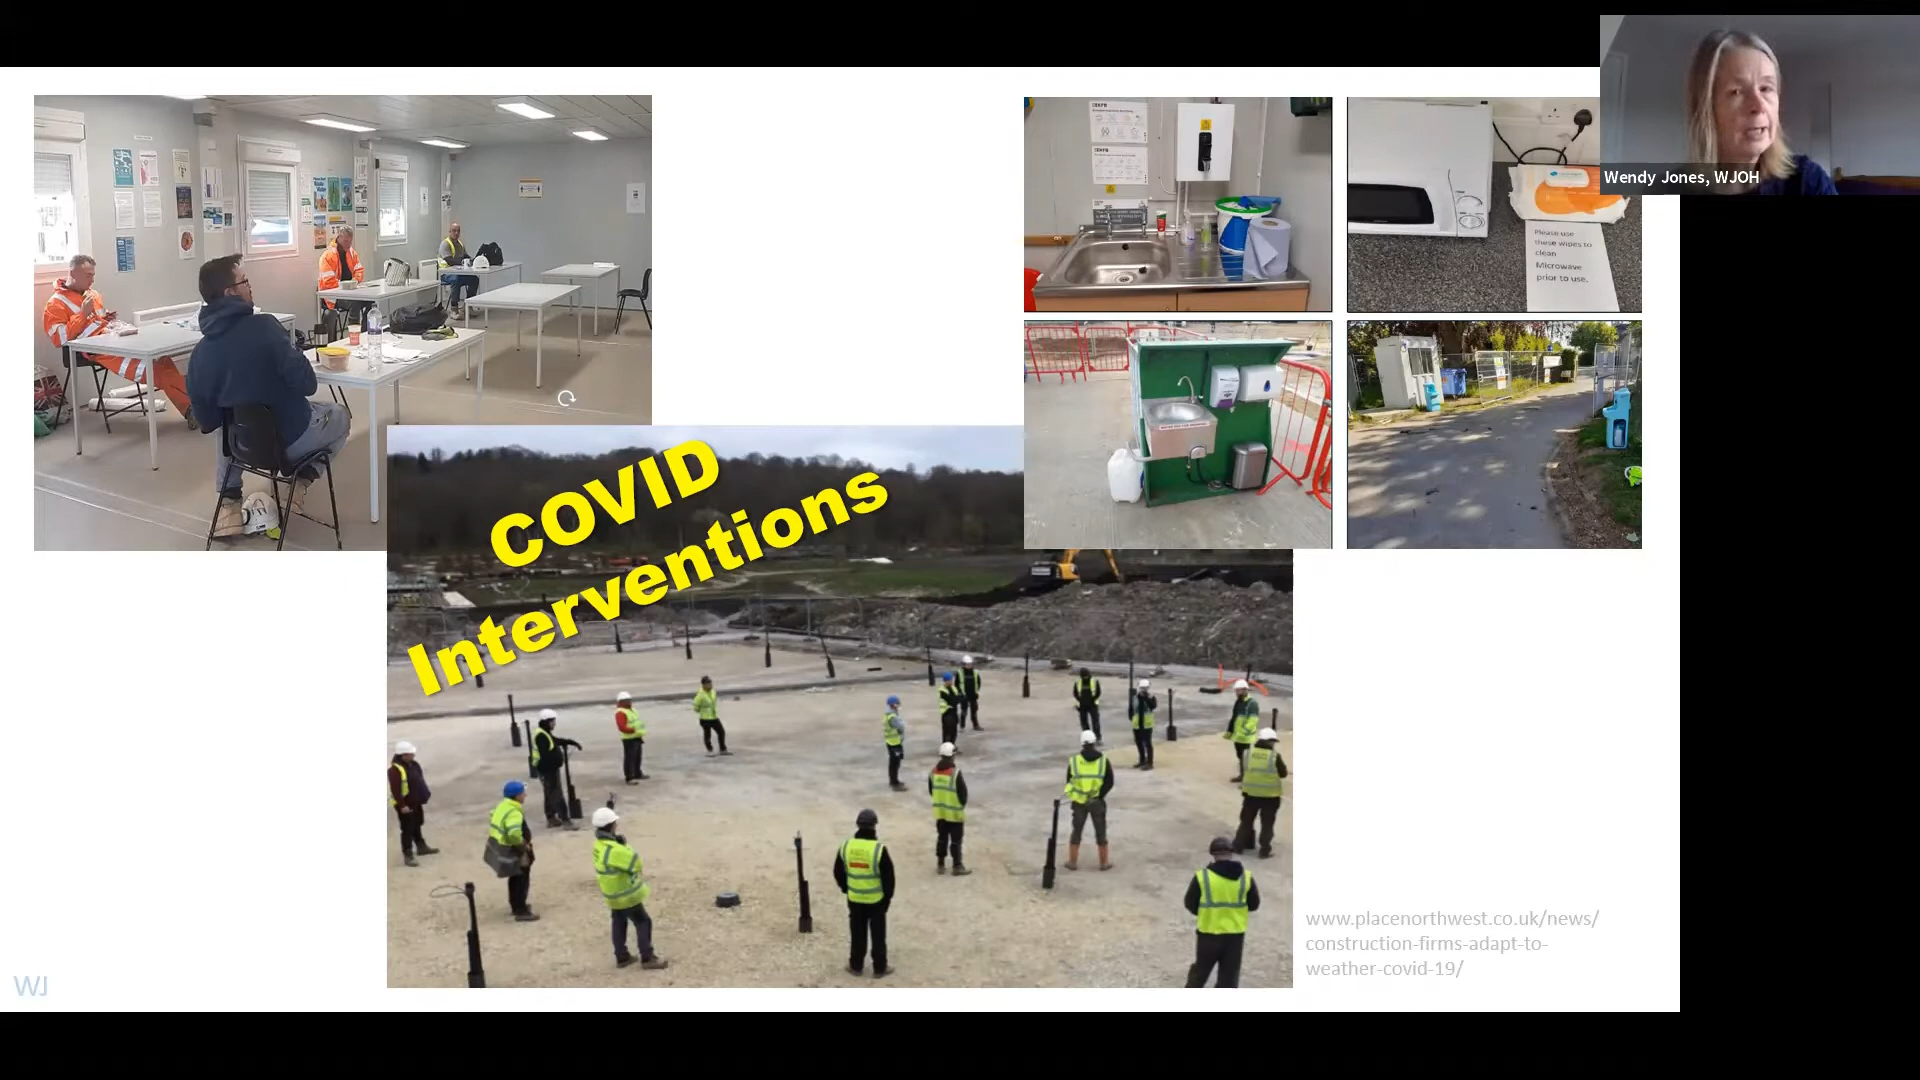 Wendy Jones, WJOH
Please use
these wipes to
clean
Microwave
prior to use.
COVID
Interventions
www.placenorthwest.co.uk/news/
construction-firms-adapt-to-
weather-covid-19/
WJ